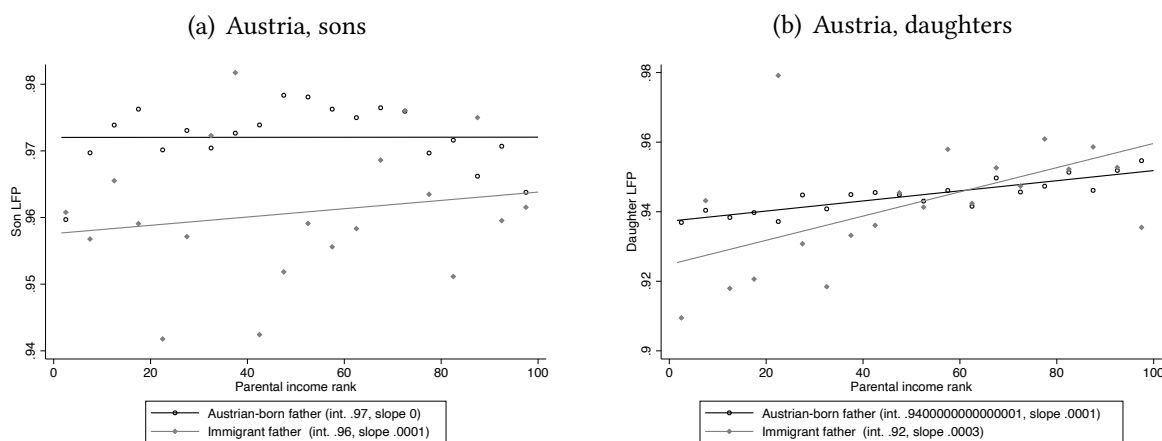 (a) Austria, sons
Son LFP
.98
.97
.96
.95
.94
0 20 40 60 80 100
Parental income rank
Austrian-born father (int. .97, slope 0)
Immigrant father (int. .96, slope .0001)
(b) Austria, daughters
Daughter LFP
.98
.96
.94
.92
.9
0 20 40 60 80 100
Parental income rank
Austrian-born father (int. .9400000000000001, slope .0001)
Immigrant father (int. .92, slope .0003)